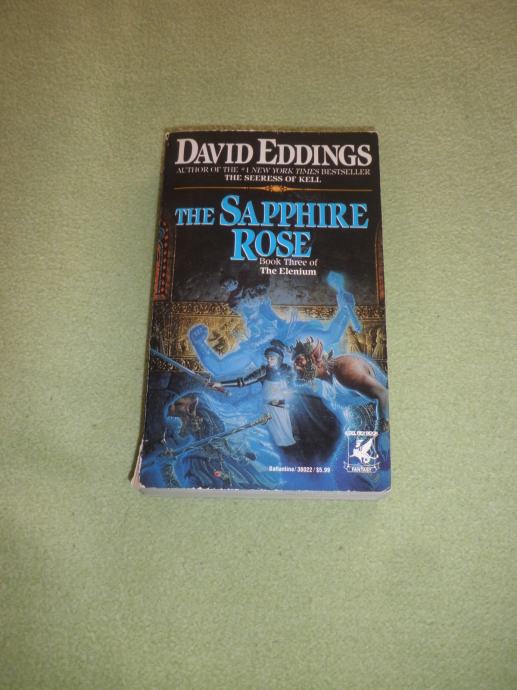 DAVID EDDINGS
AUTHOR OF THE #1 NEW YORK TIMES BESTSELLER
THE SEERESS OF KELL
THE SAPPHIRE
ROSE
Book Three of
The Elenium
DEL REY
FANTASY
Ballantine/38022/$5.99